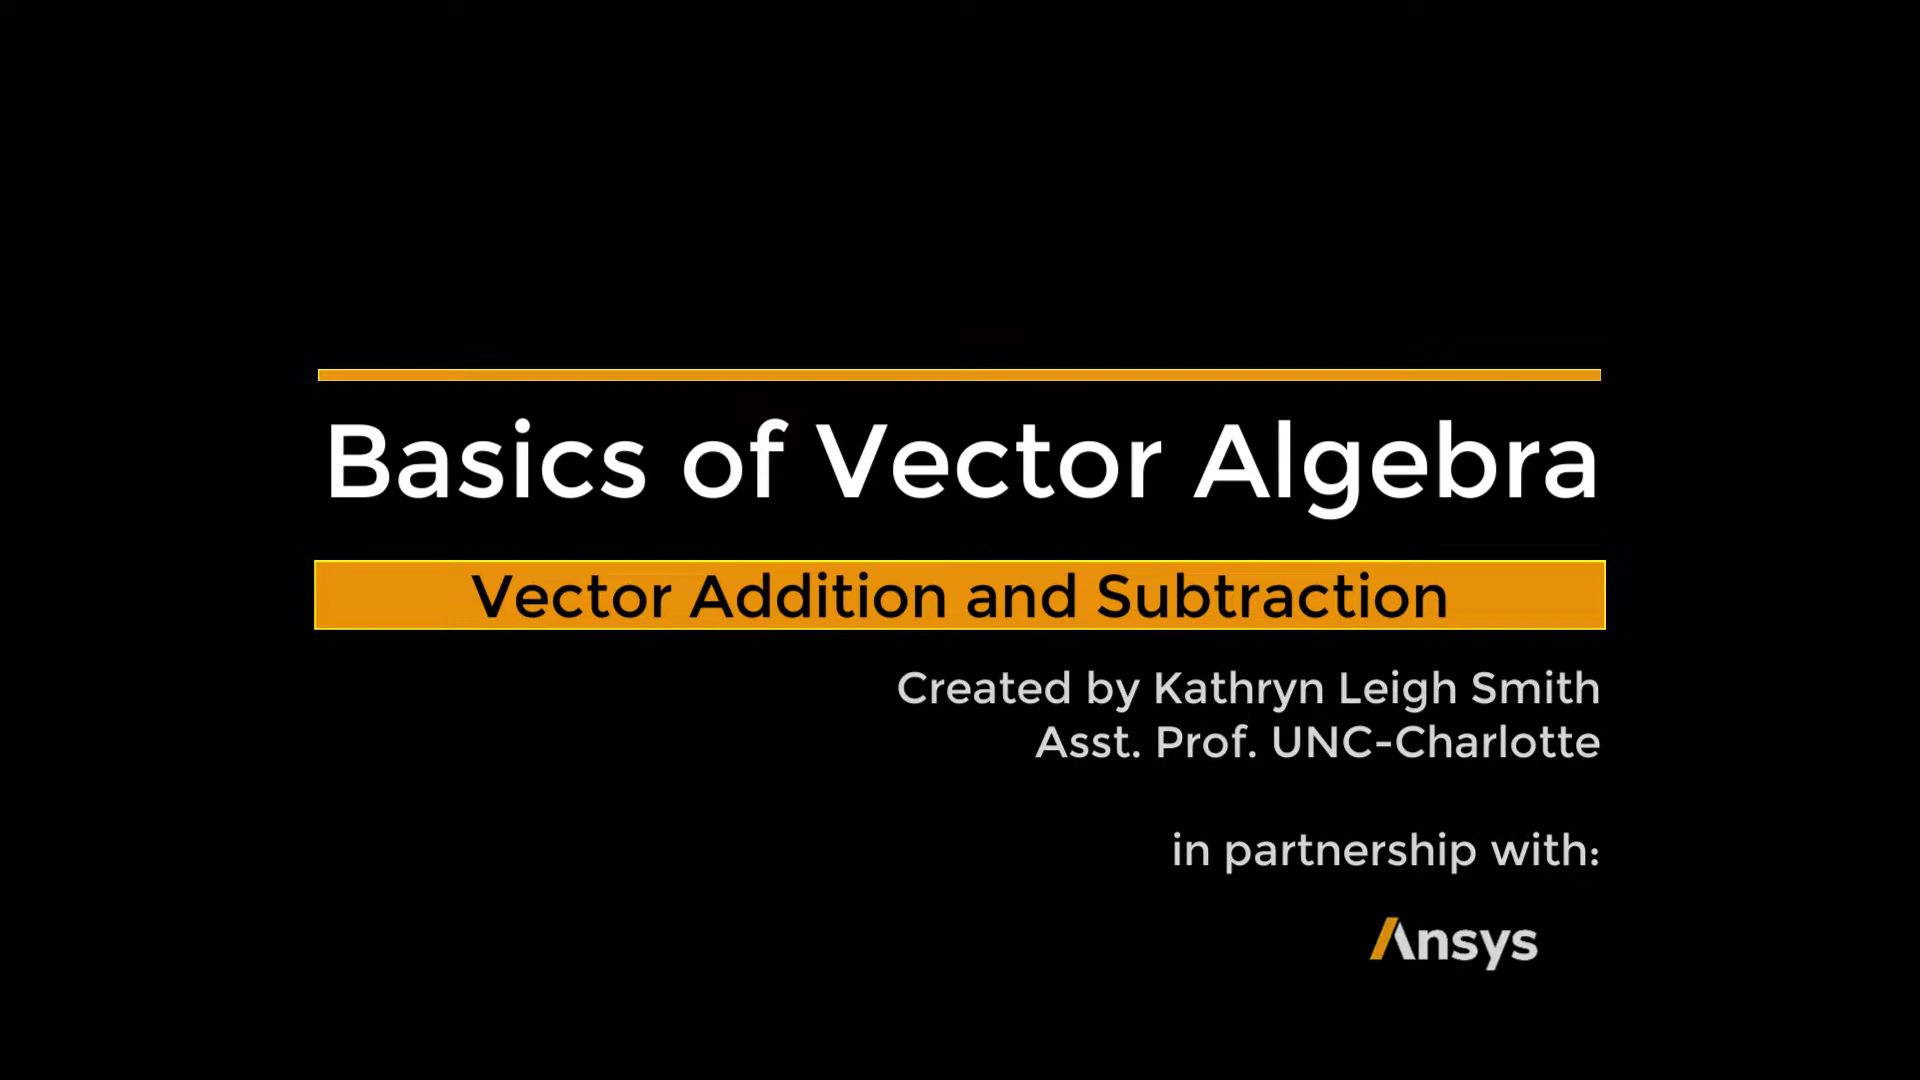 Basics of Vector Algebra
Vector Addition and Subtraction
Created by Kathryn Leigh Smith
Asst. Prof. UNC-Charlotte
in partnership with:
Ansys